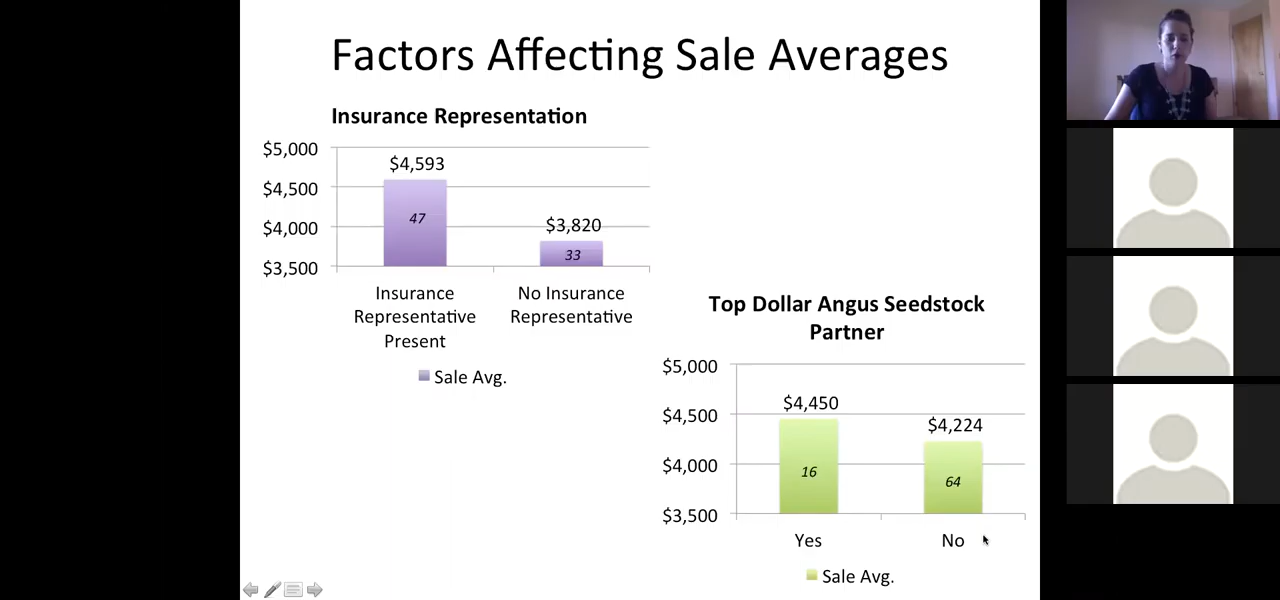 Factors Affecting Sale Averages
Insurance Representation
$5,000
$4,500
$4,000
$3,500
$4,593
47
$3,820
33
Insurance
Representative
Present
No Insurance
Representative
Sale Avg.
Top Dollar Angus Seedstock
Partner
$5,000
$4,500
$4,000
$3,500
$4,450
16
$4,224
64
Yes
No
Sale Avg.